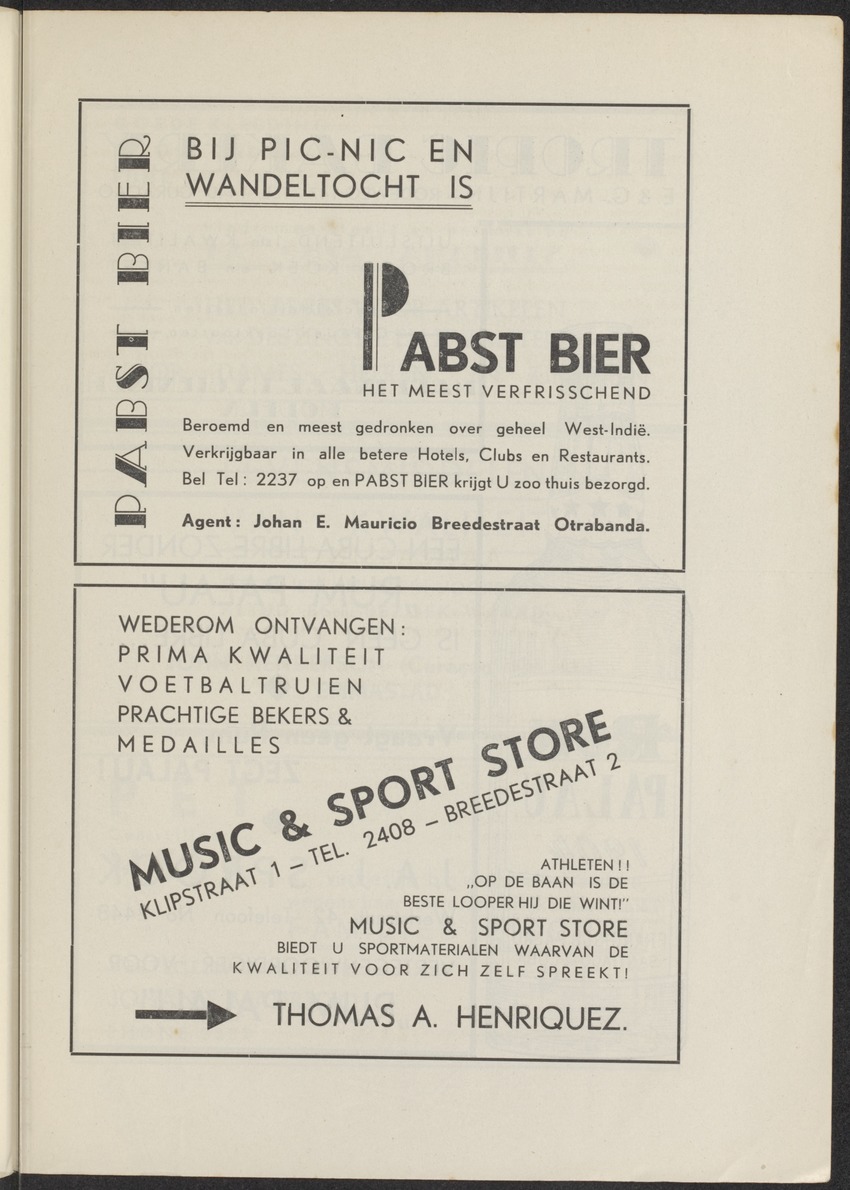 PABST BIER
BIJ PIC-NIC EN
WANDELTOCHT IS
PABST BIER
HET MEEST VERFRISSCHEND
Beroemd en meest gedronken over geheel West-Indië.
Verkrijgbaar in alle betere Hotels, Clubs en Restaurants.
Bel Tel: 2237 op en PABST BIER krijgt U zoo thuis bezorgd.
Agent: Johan E. Mauricio Breedestraat Otrabanda.
WEDEROM ONTVANGEN:
PRIMA KWALITEIT
VOETBALTRUIEN
PRACHTIGE BEKERS &
MEDAILLES
MUSIC & SPORT STORE
KLIPSTRAAT 1 – TEL. 2408 – BREEDESTRAAT 2
ATHLETEN!!
„OP DE BAAN IS DE
BESTE LOOPER HIJ DIE WINT!”
MUSIC & SPORT STORE
BIEDT U SPORTMATERIALEN WAARVAN DE
KWALITEIT VOOR ZICH ZELF SPREEKT!
THOMAS A. HENRIQUEZ.